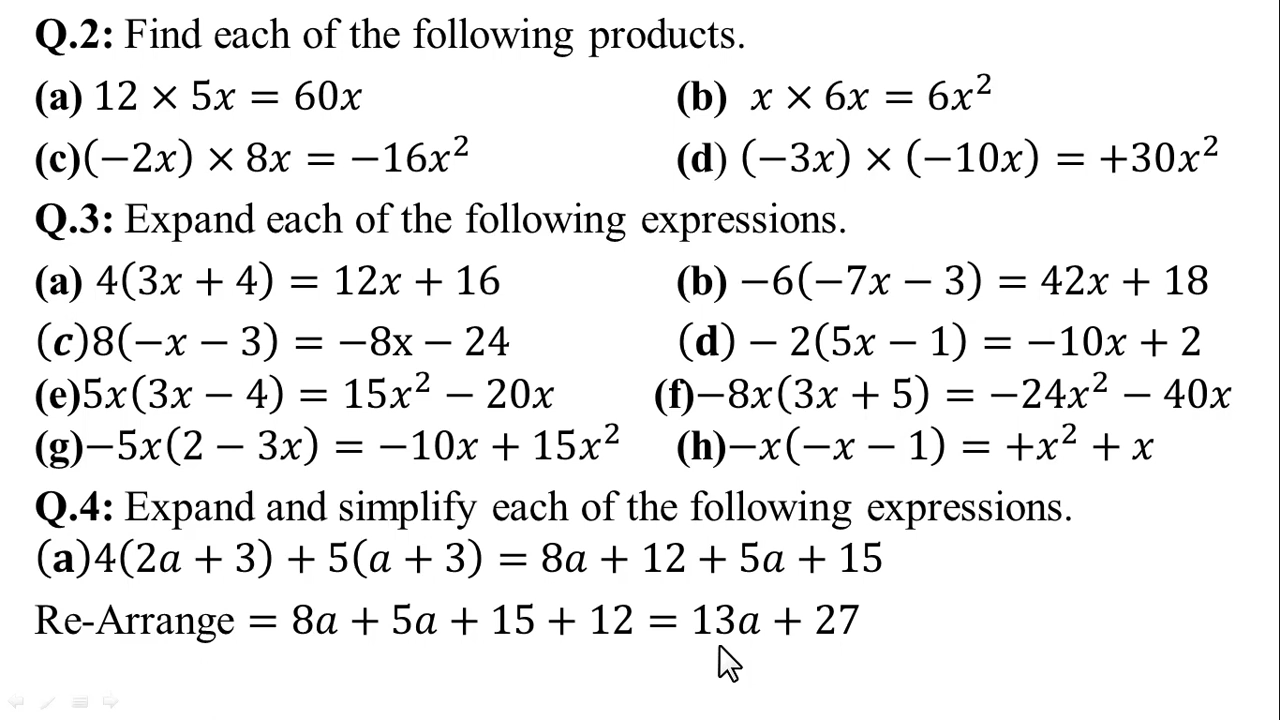 Q.2: Find each of the following products.
(a) 12 × 5x = 60x (b) x × 6x = 6x²
(c)(−2x) × 8x = −16x² (d) (−3x) × (−10x) = +30x²
Q.3: Expand each of the following expressions.
(a) 4(3x + 4) = 12x + 16 (b) −6(−7x − 3) = 42x + 18
(c)8(−x − 3) = −8x − 24 (d) − 2(5x − 1) = −10x + 2
(e)5x(3x − 4) = 15x² − 20x (f)−8x(3x + 5) = −24x² − 40x
(g)−5x(2 − 3x) = −10x + 15x² (h)−x(−x − 1) = +x² + x
Q.4: Expand and simplify each of the following expressions.
(a)4(2a + 3) + 5(a + 3) = 8a + 12 + 5a + 15
Re-Arrange = 8a + 5a + 15 + 12 = 13a + 27